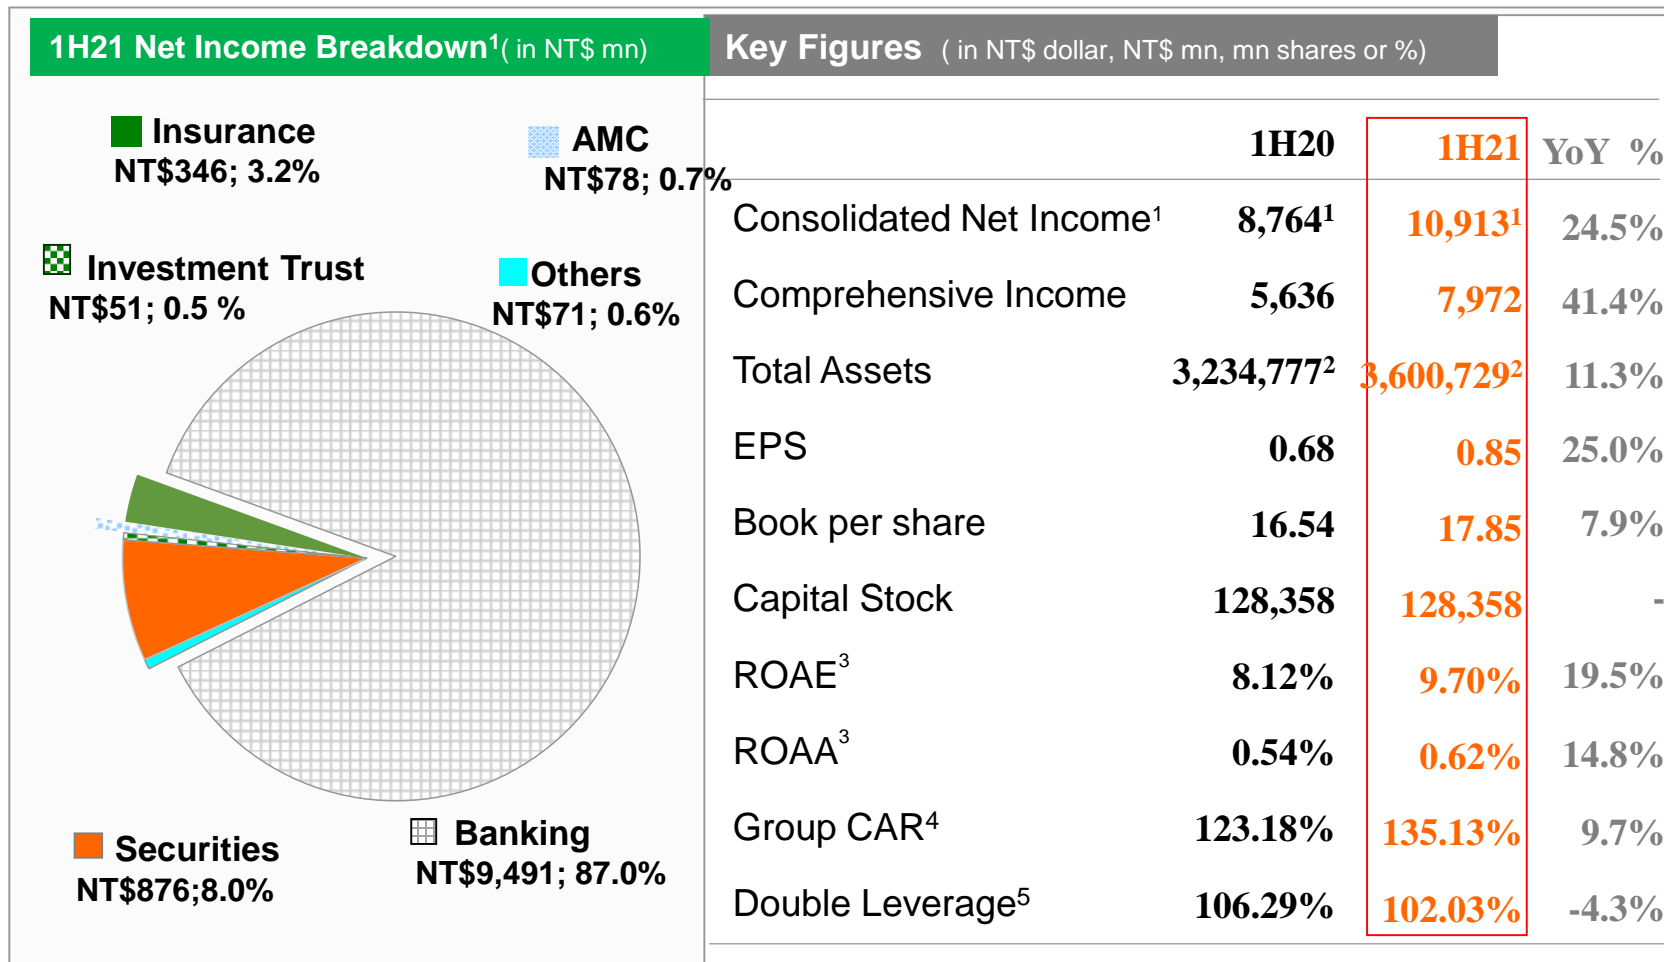 1H21 Net Income Breakdown¹( in NT$ mn)
Insurance
NT$346; 3.2%
AMC
NT$78; 0.7%
Investment Trust
NT$51; 0.5 %
Others
NT$71; 0.6%
Securities
NT$876;8.0%
Banking
NT$9,491; 87.0%
Key Figures ( in NT$ dollar, NT$ mn, mn shares or %)
1H20 1H21 YoY %
Consolidated Net Income¹ 8,764¹ 10,913¹ 24.5%
Comprehensive Income 5,636 7,972 41.4%
Total Assets 3,234,777² 3,600,729² 11.3%
EPS 0.68 0.85 25.0%
Book per share 16.54 17.85 7.9%
Capital Stock 128,358 128,358 -
ROAE³ 8.12% 9.70% 19.5%
ROAA³ 0.54% 0.62% 14.8%
Group CAR⁴ 123.18% 135.13% 9.7%
Double Leverage⁵ 106.29% 102.03% -4.3%